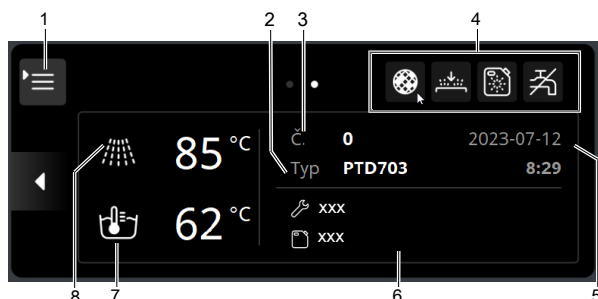 1 2 3 4
85 °C
Č. 0 2023-07-12
Typ PTD703 8:29
62 °C
xxx
xxx
8 7 6 5